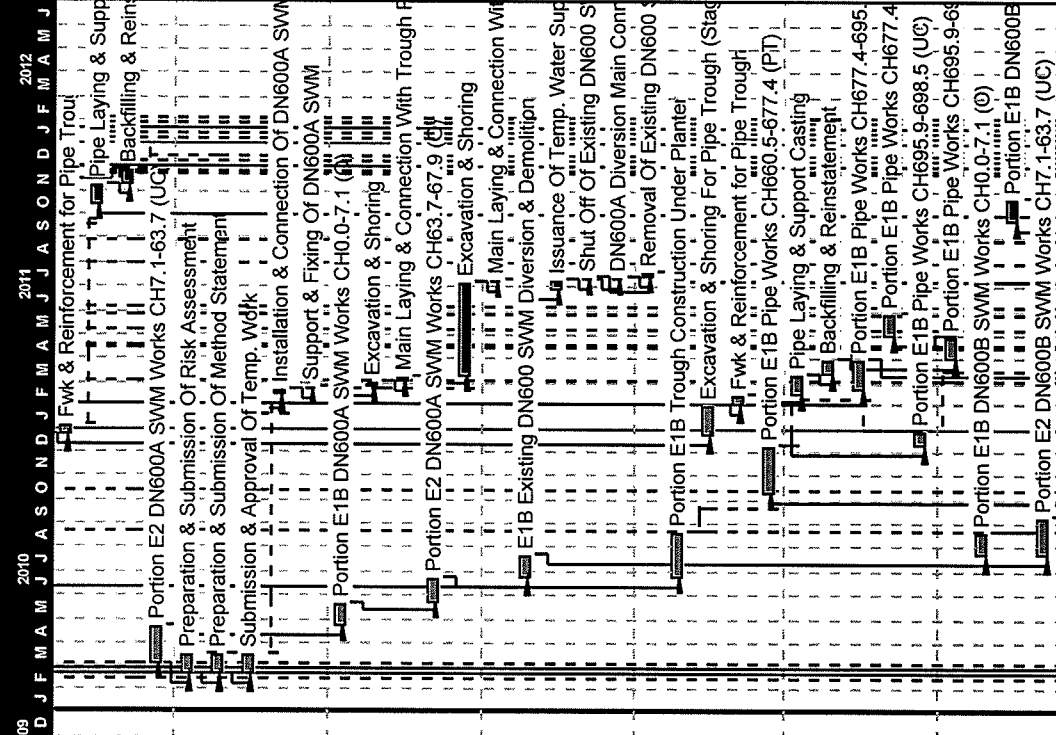 09 2010 2011 2012
D J F M A M J J A S O N D J F M A M J J A S O N D J F M A M J
Fwk & Reinforcement for Pipe Trou
Pipe Laying & Supp
Backfilling & Rein
Portion E2 DN600A SWM Works CH7.1-63.7 (UC)
Preparation & Submission Of Risk Assessment
Preparation & Submission Of Method Statement
Submission & Approval Of Temp. Work
Installation & Connection Of DN600A SWM
Support & Fixing Of DN600A SWM
Portion E1B DN600A SWM Works CH0.0-7.1
Excavation & Shoring
Main Laying & Connection With Trough F
Portion E2 DN600A SWM Works CH63.7-67.9
Excavation & Shoring
Main Laying & Connection Wit
E1B Existing DN600 SWM Diversion & Demolition
Issuance Of Temp. Water Sup
Shut Off Of Existing DN600 S
DN600A Diversion Main Conn
Removal Of Existing DN600 S
Portion E1B Trough Construction Under Planter
Excavation & Shoring For Pipe Trough (Stag
Fwk & Reinforcement for Pipe Trough
Portion E1B Pipe Works CH660.5-677.4 (PT)
Pipe Laying & Support Casting
Backfilling & Reinstatement
Portion E1B Pipe Works CH677.4-695.
Portion E1B Pipe Works CH677.4
Portion E1B Pipe Works CH695.9-698.5 (UC)
Portion E1B Pipe Works CH695.9-69
Portion E1B DN600B SWM Works CH0.0-7.1 (O)
Portion E1B DN600B
Portion E2 DN600B SWM Works CH7.1-63.7 (UC)